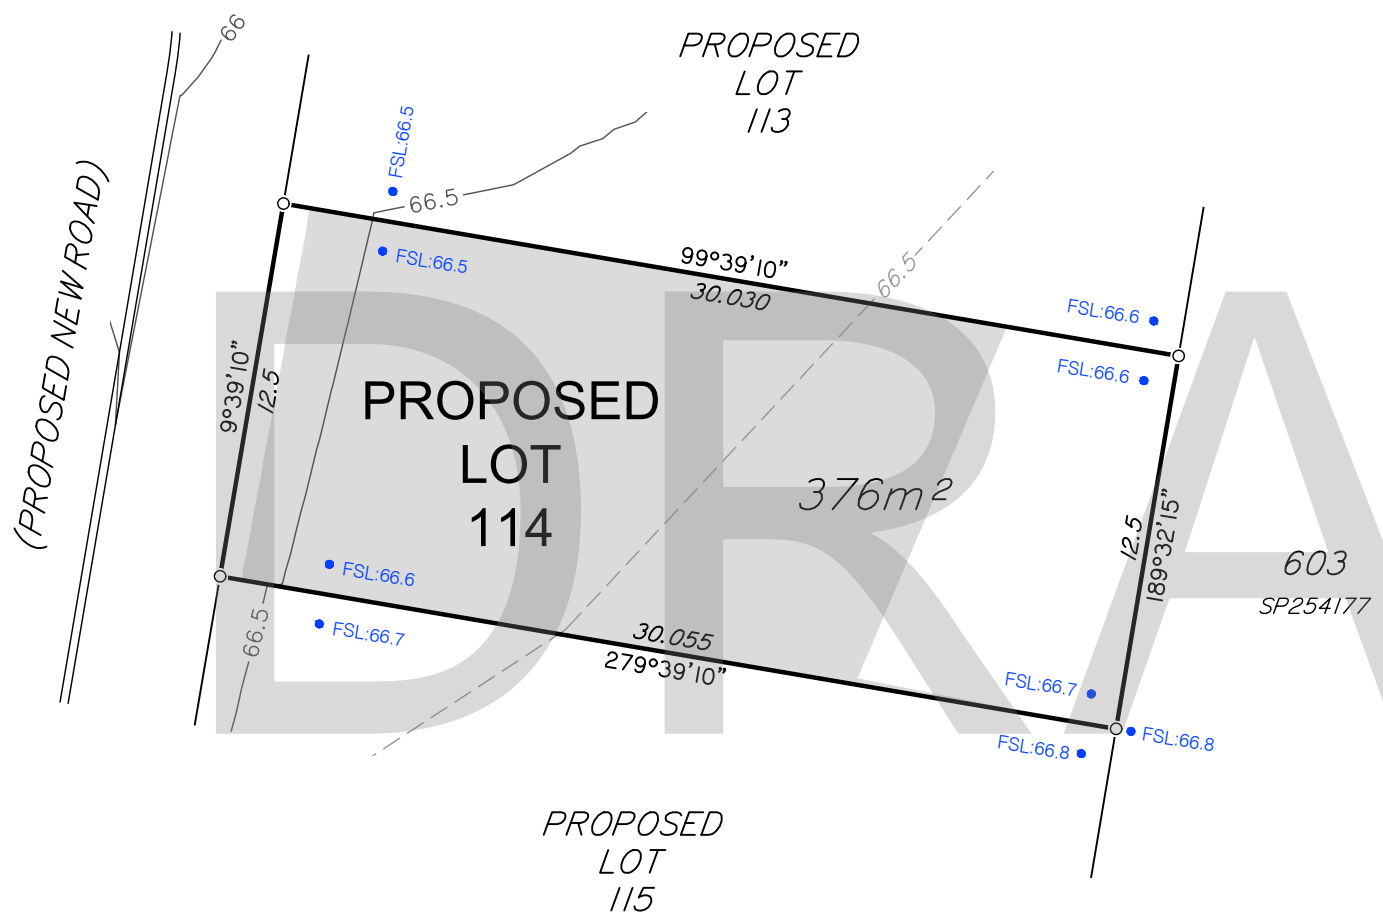 66
PROPOSED
LOT
113
FSL:66.5
66.5
(PROPOSED NEW ROAD)
FSL:66.5
99°39'10"
30.030
66.5
FSL:66.6
FSL:66.6
9°39'10"
12.5
PROPOSED
LOT
114
376m²
12.5
189°32'15"
603
SP254177
FSL:66.6
FSL:66.7
66.5
30.055
279°39'10"
FSL:66.7
FSL:66.8
FSL:66.8
PROPOSED
LOT
115
DRA